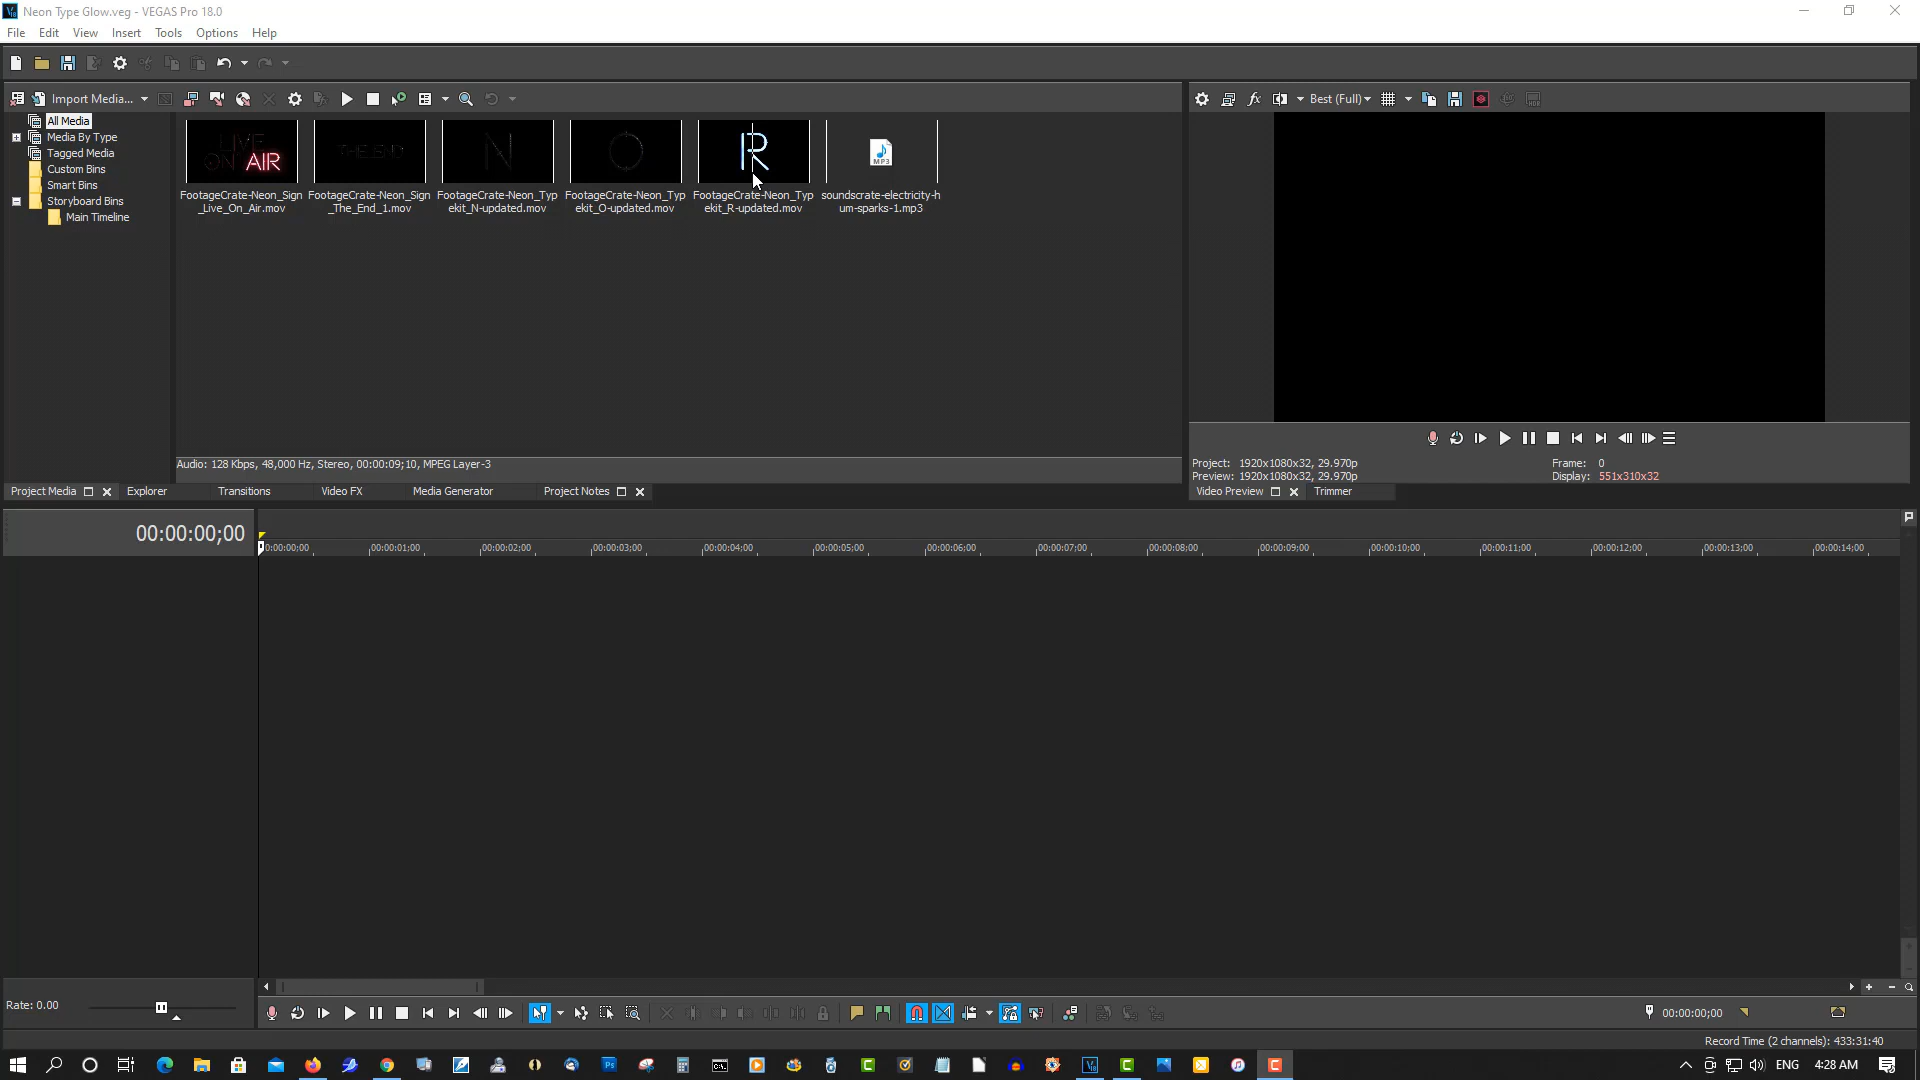 Neon Type Glow.veg - VEGAS Pro 18.0
File Edit View Insert Tools Options Help
Import Media...
Best (Full)
All Media
Media By Type
Tagged Media
Custom Bins
Smart Bins
Storyboard Bins
Main Timeline
LIVE
ON AIR
THE END
N
O
R
MP3
FootageCrate-Neon_Sign
_Live_On_Air.mov
FootageCrate-Neon_Sign
_The_End_1.mov
FootageCrate-Neon_Typ
ekit_N-updated.mov
FootageCrate-Neon_Typ
ekit_O-updated.mov
FootageCrate-Neon_Typ
ekit_R-updated.mov
soundscrate-electricity-h
um-sparks-1.mp3
Audio: 128 Kbps, 48,000 Hz, Stereo, 00:00:09;10, MPEG Layer-3
Project Media Explorer Transitions Video FX Media Generator Project Notes
Project: 1920x1080x32, 29.970p
Preview: 1920x1080x32, 29.970p
Frame: 0
Display: 551x310x32
Video Preview Trimmer
00:00:00;00
0:00:00;00 00:00:01;00 00:00:02;00 00:00:03;00 00:00:04;00 00:00:05;00 00:00:06;00 00:00:07;00 00:00:08;00 00:00:09;00 00:00:10;00 00:00:11;00 00:00:12;00 00:00:13;00 00:00:14;00
Rate: 0.00
00:00:00;00
Record Time (2 channels): 433:31:40
ENG 4:28 AM